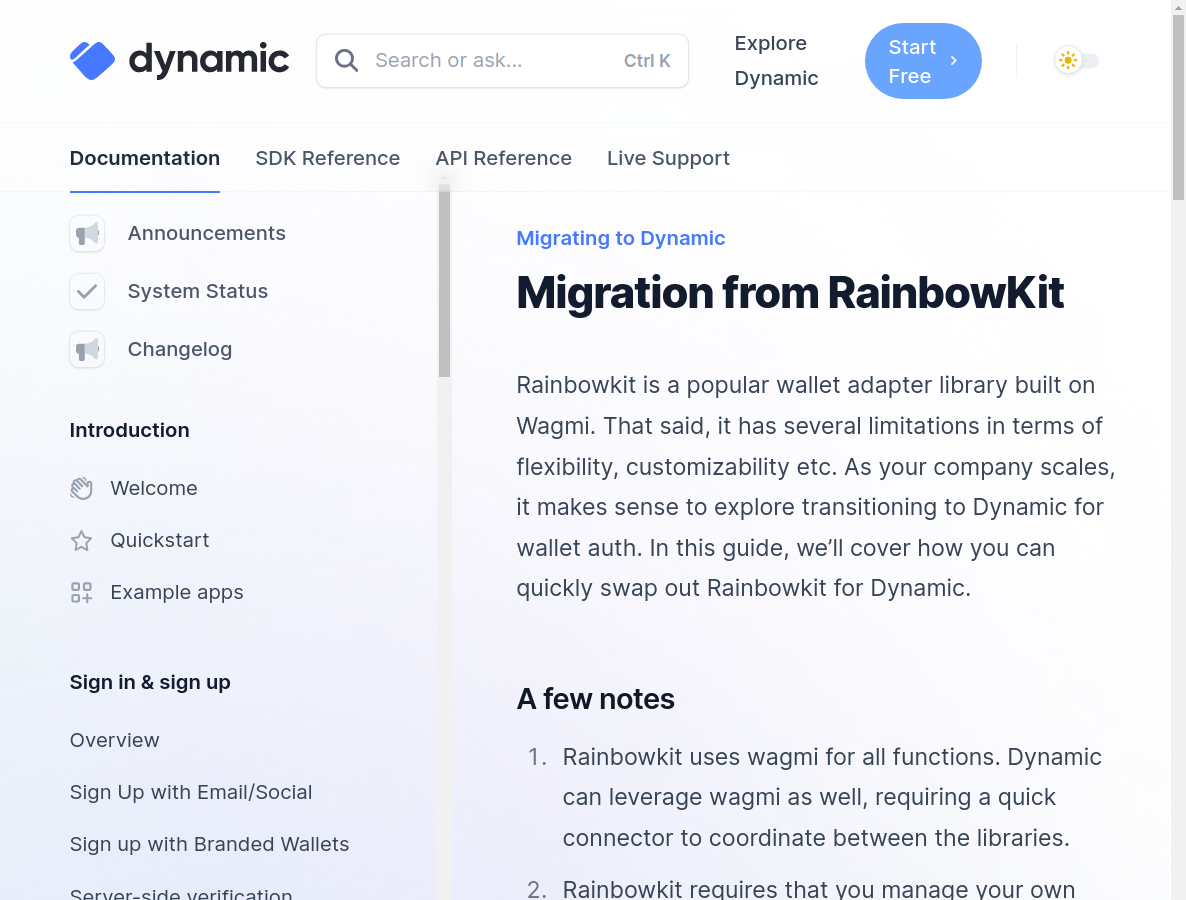 dynamic
Search or ask...
Ctrl K
Explore
Dynamic
Start
Free
Documentation
SDK Reference
API Reference
Live Support
Announcements
System Status
Changelog
Introduction
Welcome
Quickstart
Example apps
Sign in & sign up
Overview
Sign Up with Email/Social
Sign up with Branded Wallets
Server-side verification
Migrating to Dynamic
Migration from RainbowKit
Rainbowkit is a popular wallet adapter library built on
Wagmi. That said, it has several limitations in terms of
flexibility, customizability etc. As your company scales,
it makes sense to explore transitioning to Dynamic for
wallet auth. In this guide, we’ll cover how you can
quickly swap out Rainbowkit for Dynamic.
A few notes
1. Rainbowkit uses wagmi for all functions. Dynamic
can leverage wagmi as well, requiring a quick
connector to coordinate between the libraries.
2. Rainbowkit requires that you manage your own